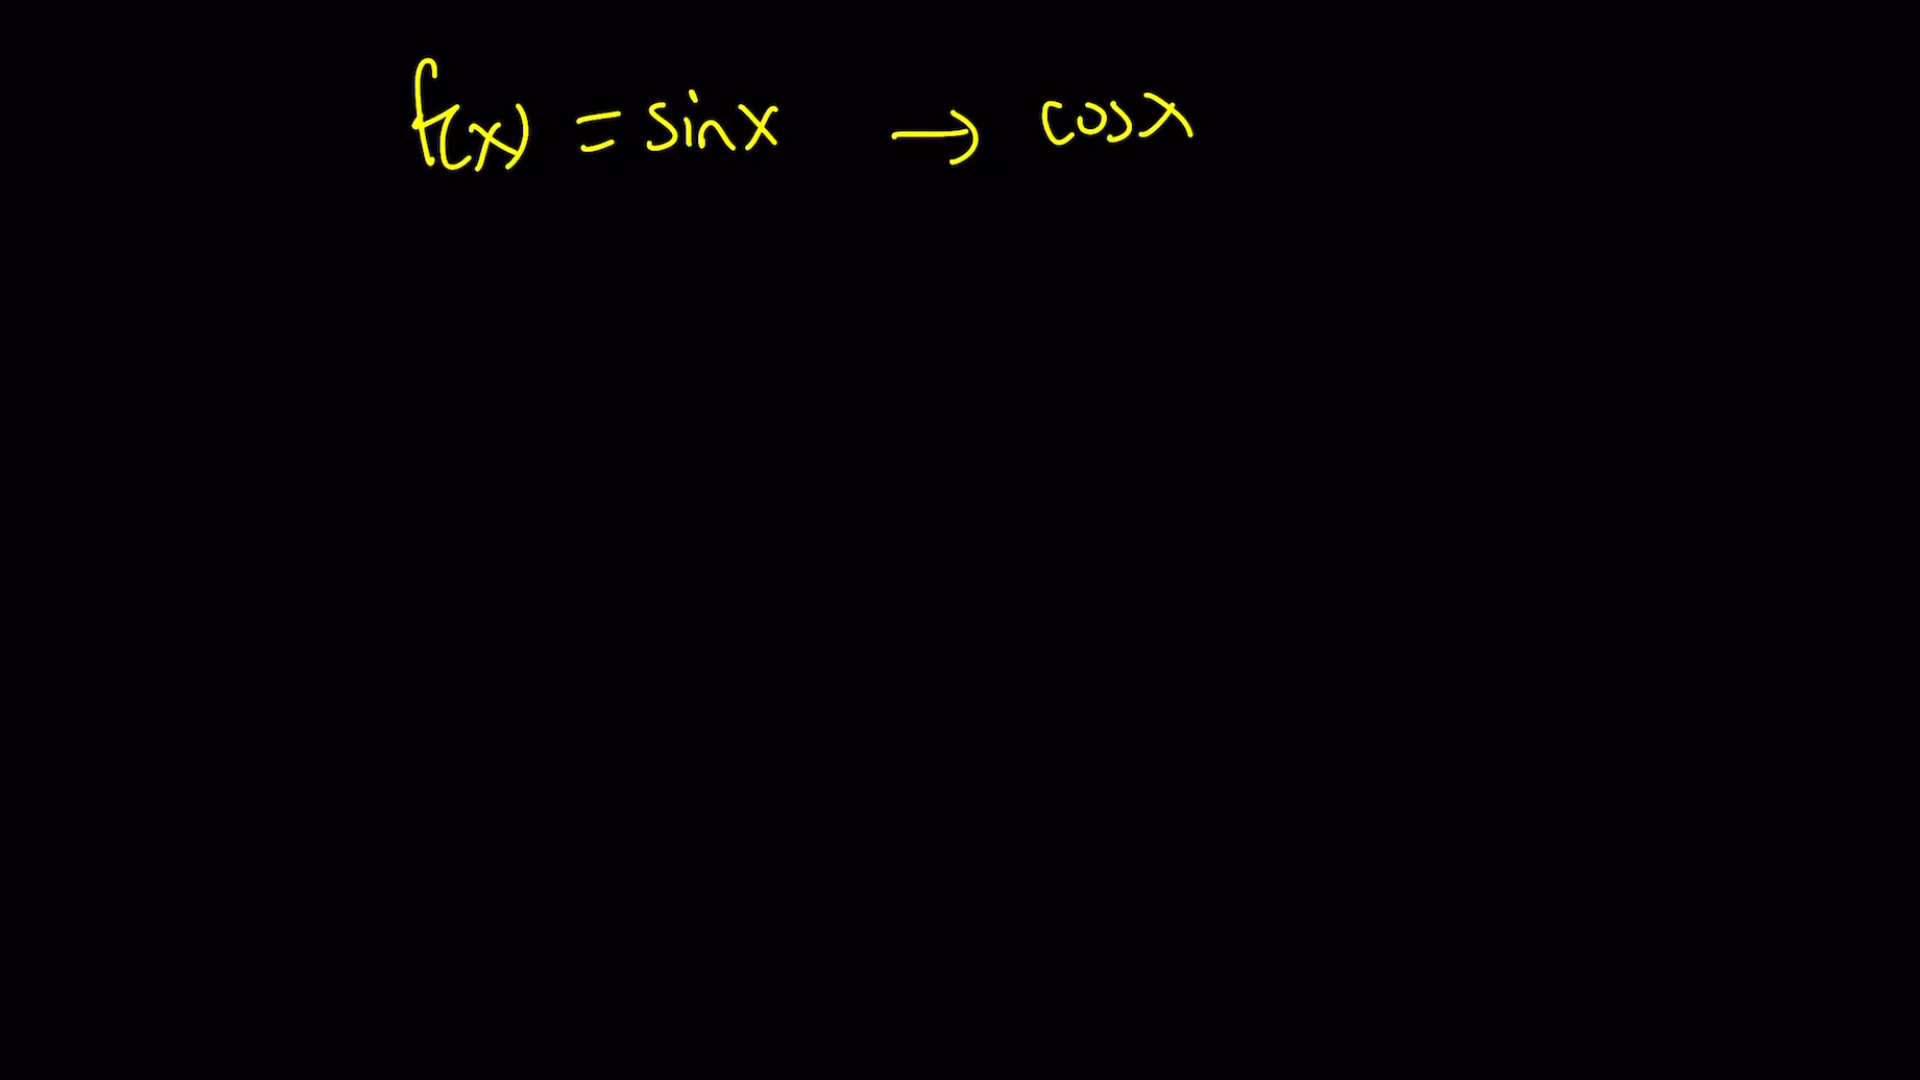 f(x) = sinx → cosx